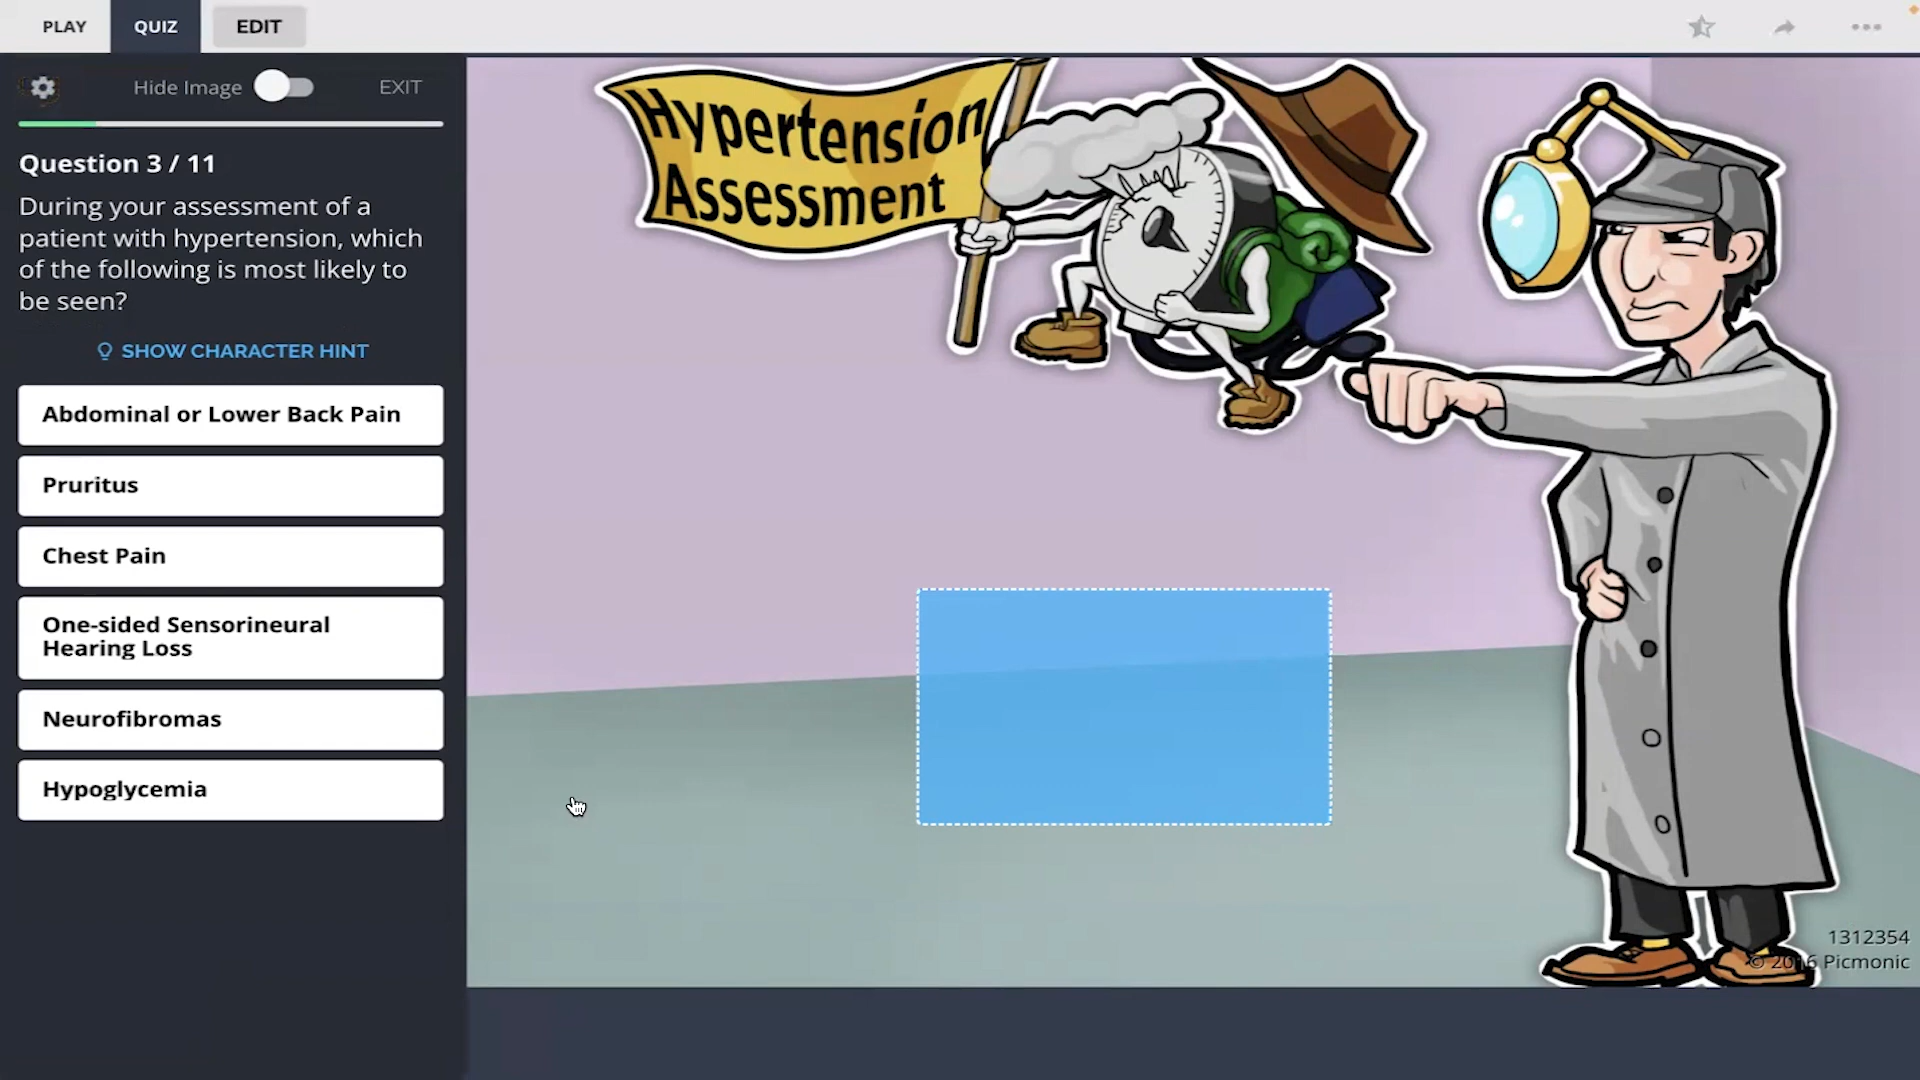 PLAY
QUIZ
EDIT
Hide Image
EXIT
Question 3 / 11
During your assessment of a
patient with hypertension, which
of the following is most likely to
be seen?
SHOW CHARACTER HINT
Abdominal or Lower Back Pain
Pruritus
Chest Pain
One-sided Sensorineural
Hearing Loss
Neurofibromas
Hypoglycemia
Hypertension
Assessment
1312354
© 2016 Picmonic